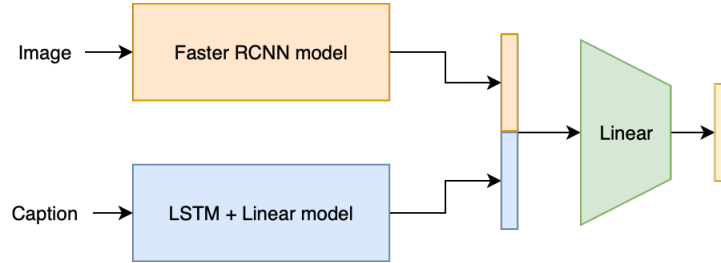 Image
Faster RCNN model
Linear
Caption
LSTM + Linear model